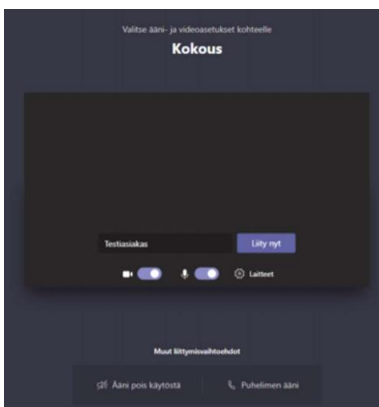 Valitse ääni- ja videoasetukset kohteelle
Kokous
Testiasiakas
Liity nyt
Laitteet
Muut liittymisvaihtoehdot
Ääni pois käytöstä
Puhelimen ääni